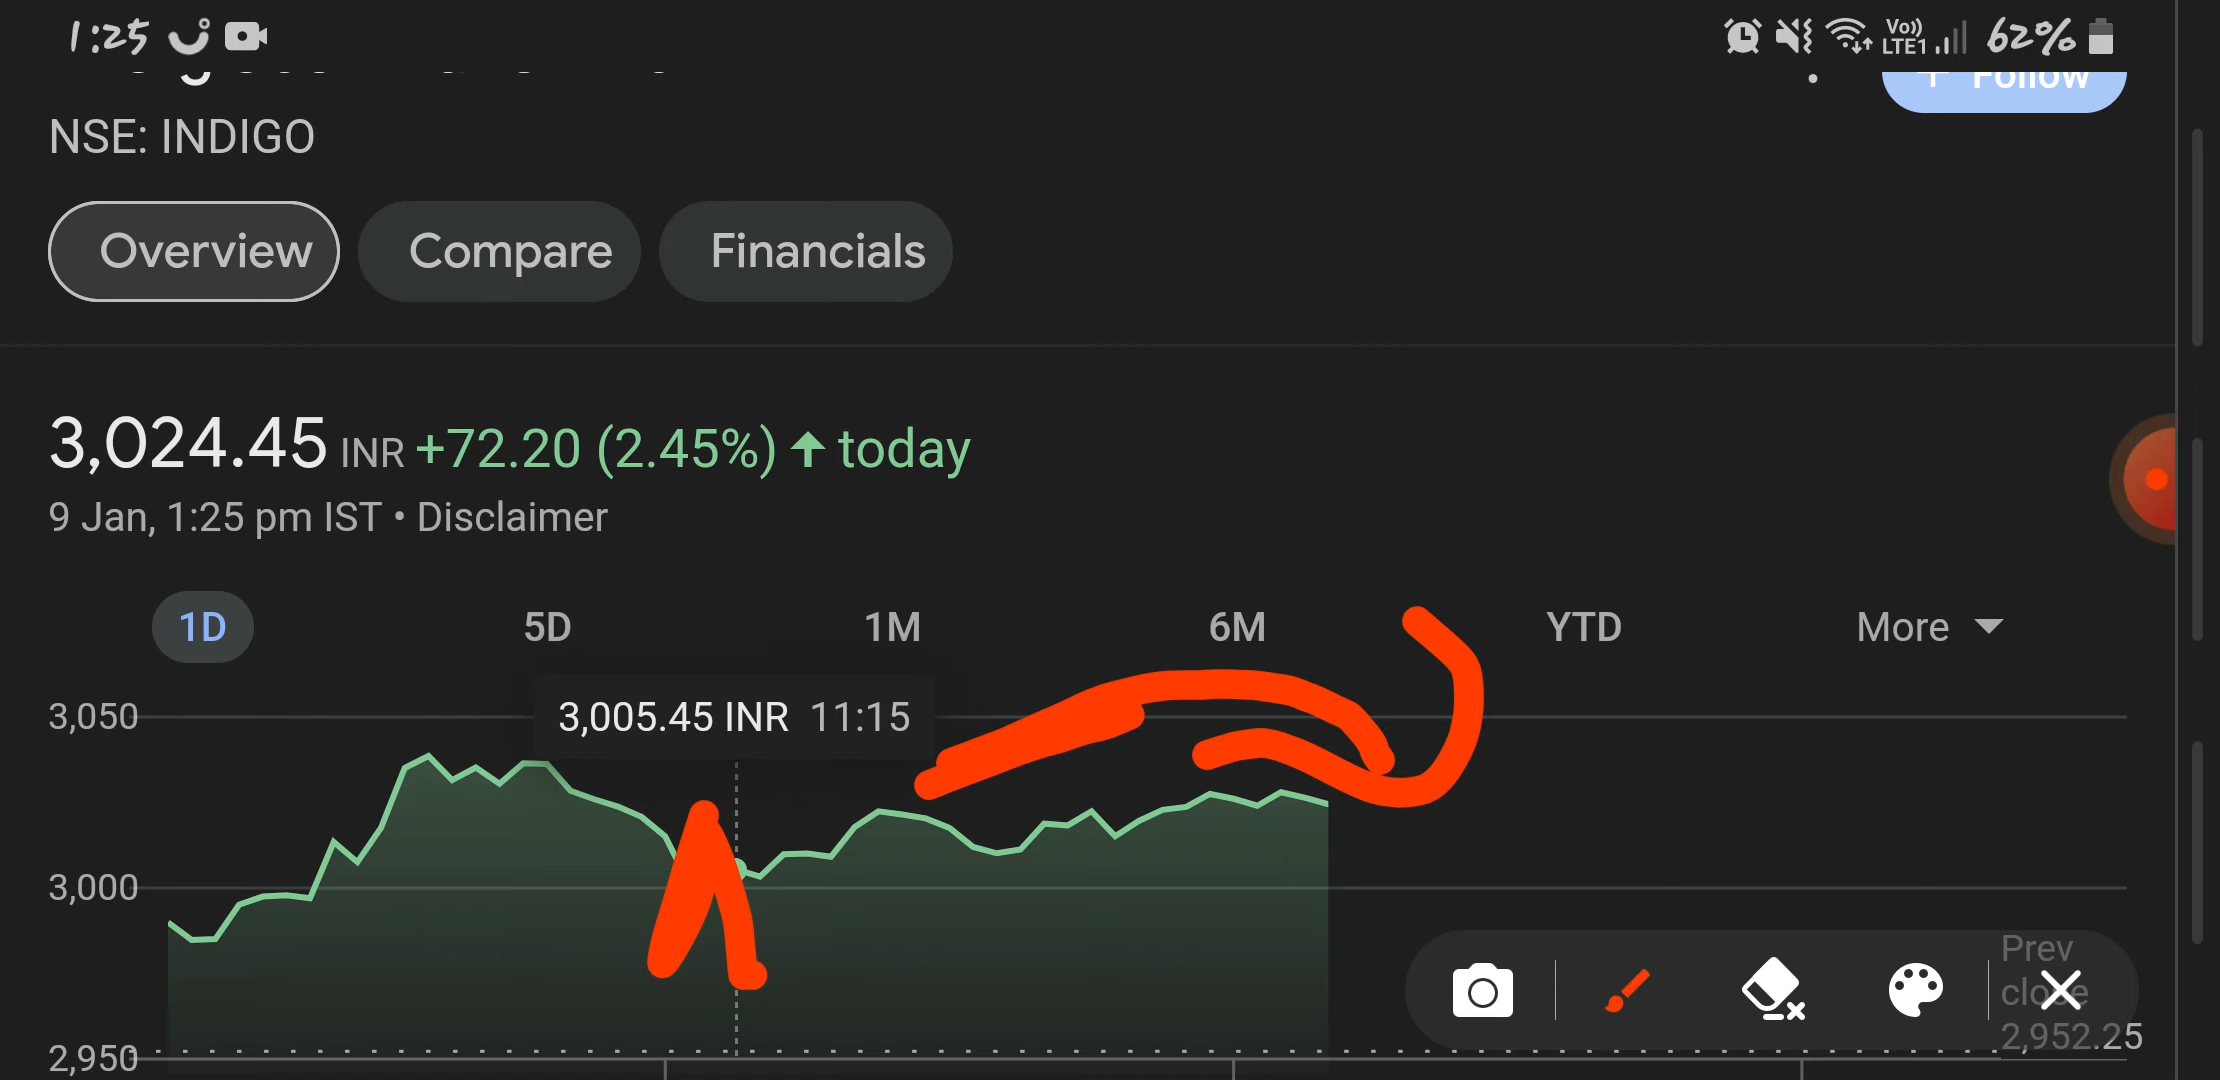 1:25 Vo)) LTE1 62%
Follow
NSE: INDIGO
Overview Compare Financials
3,024.45 INR +72.20 (2.45%) today
9 Jan, 1:25 pm IST • Disclaimer
1D 5D 1M 6M YTD More
3,050
3,005.45 INR 11:15
3,000
2,950
Prev
close
2,952.25